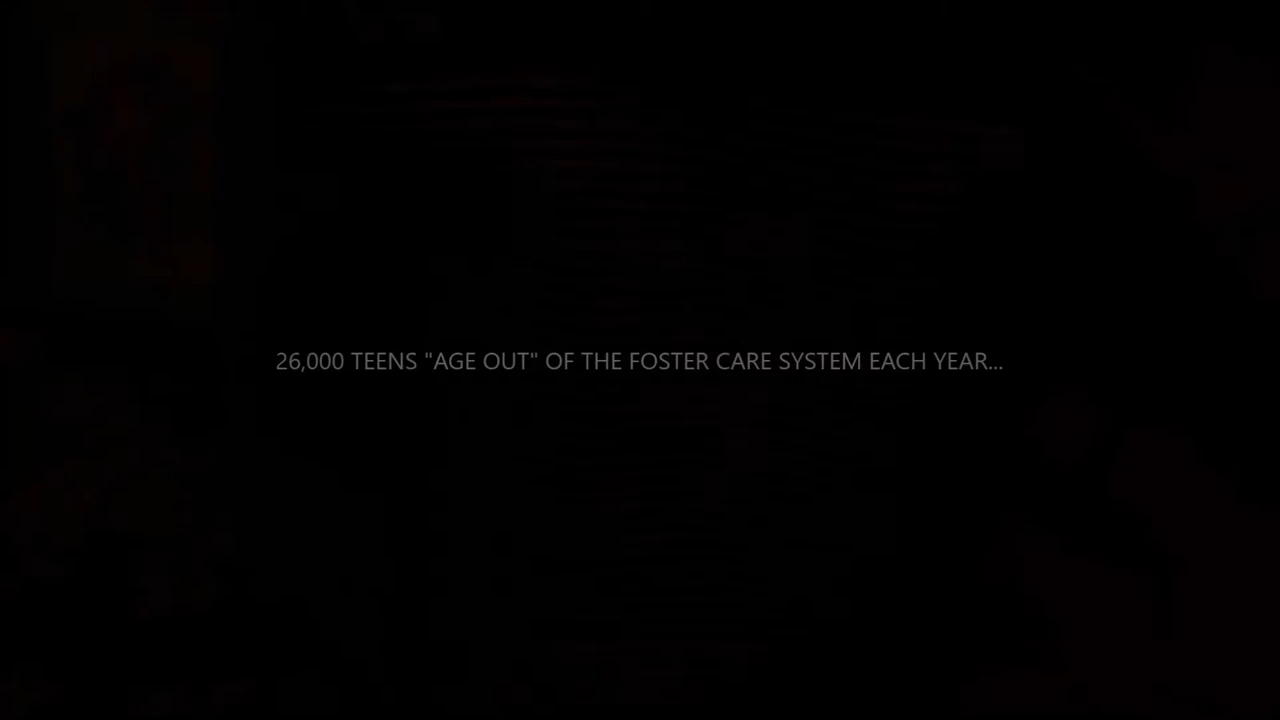 26,000 TEENS "AGE OUT" OF THE FOSTER CARE SYSTEM EACH YEAR...